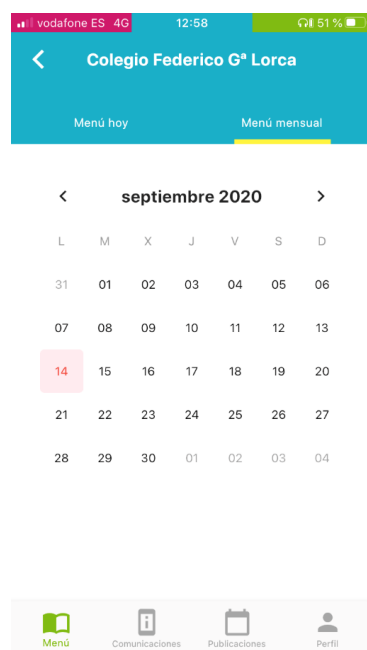 vodafone ES 4G 12:58 51 %
Colegio Federico Gª Lorca
Menú hoy Menú mensual
septiembre 2020
L M X J V S D
31 01 02 03 04 05 06
07 08 09 10 11 12 13
14 15 16 17 18 19 20
21 22 23 24 25 26 27
28 29 30 01 02 03 04
Menú Comunicaciones Publicaciones Perfil